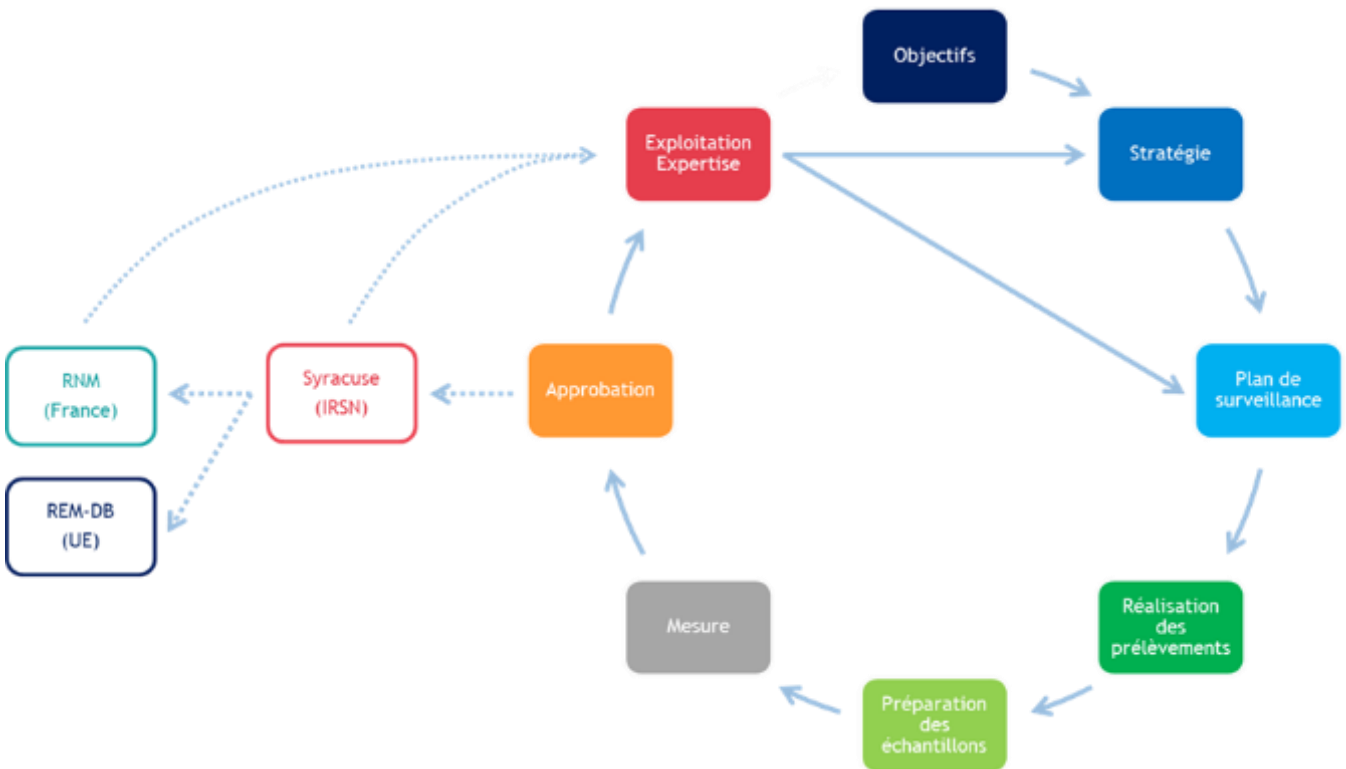 Objectifs
Exploitation
Expertise
Stratégie
RNM
(France)
Syracuse
(IRSN)
Approbation
Plan de
surveillance
REM-DB
(UE)
Mesure
Réalisation
des
prélèvements
Préparation
des
échantillons